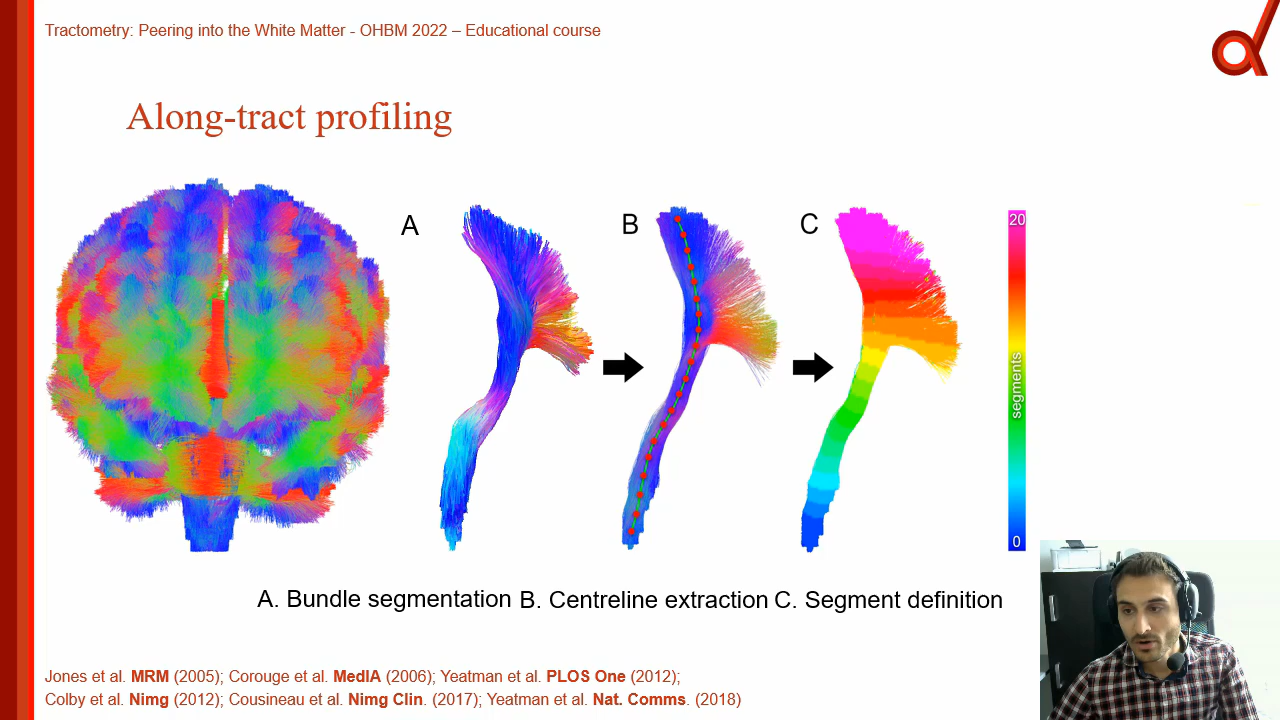 Tractometry: Peering into the White Matter - OHBM 2022 – Educational course
Along-tract profiling
A
B
C
20
segments
0
A. Bundle segmentation B. Centreline extraction C. Segment definition
Jones et al. MRM (2005); Corouge et al. MedIA (2006); Yeatman et al. PLOS One (2012);
Colby et al. Nimg (2012); Cousineau et al. Nimg Clin. (2017); Yeatman et al. Nat. Comms. (2018)